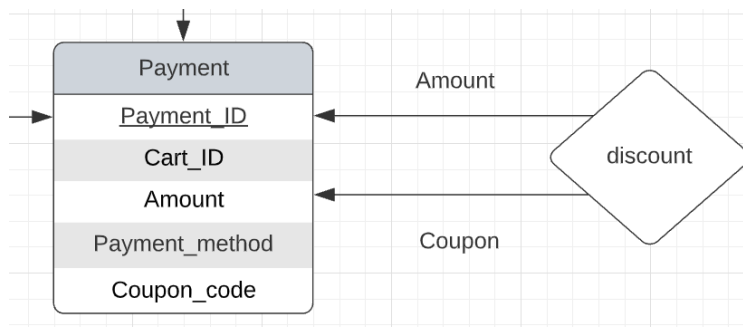 Payment
Payment_ID
Cart_ID
Amount
Payment_method
Coupon_code
Amount
Coupon
discount